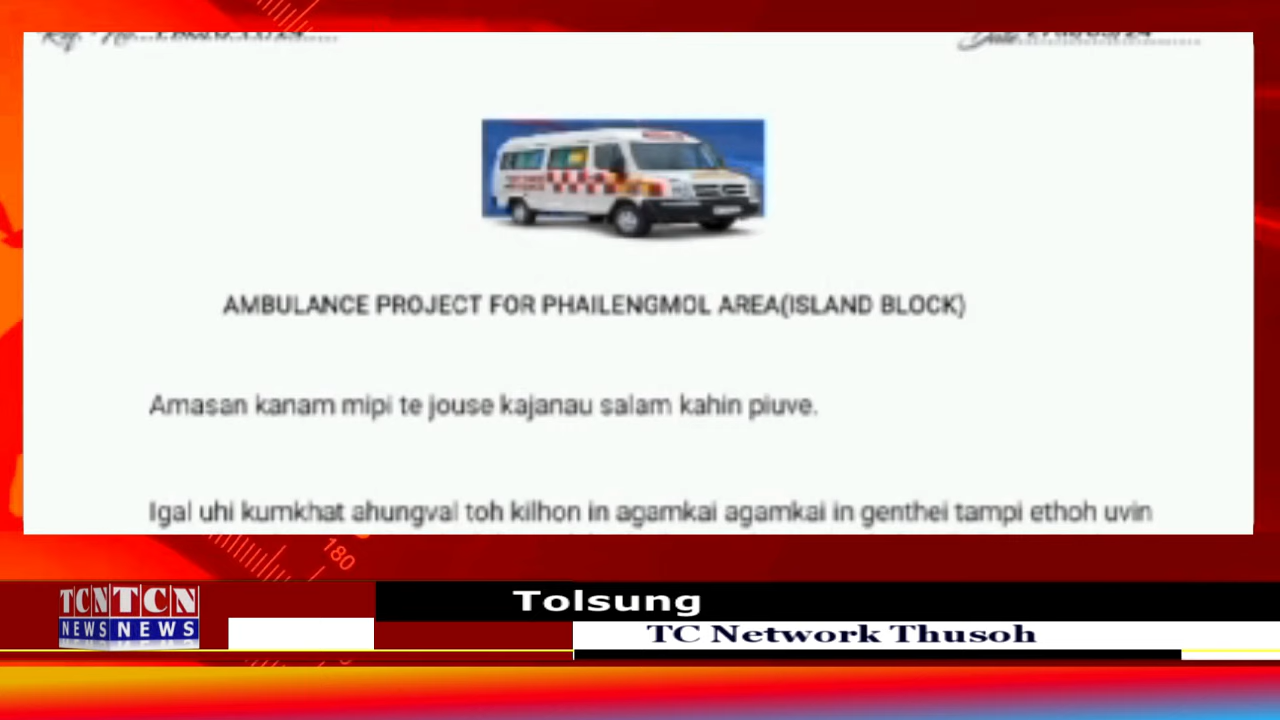 AMBULANCE PROJECT FOR PHAILENGMOL AREA(ISLAND BLOCK)
Amasan kanam mipi te jouse kajanau salam kahin piuve.
Igal uhi kumkhat ahungval toh kilhon in agamkai agamkai in genthei tampi ethoh uvin
180
TCN TCN
NEWS NEWS
Tolsung
TC Network Thusoh